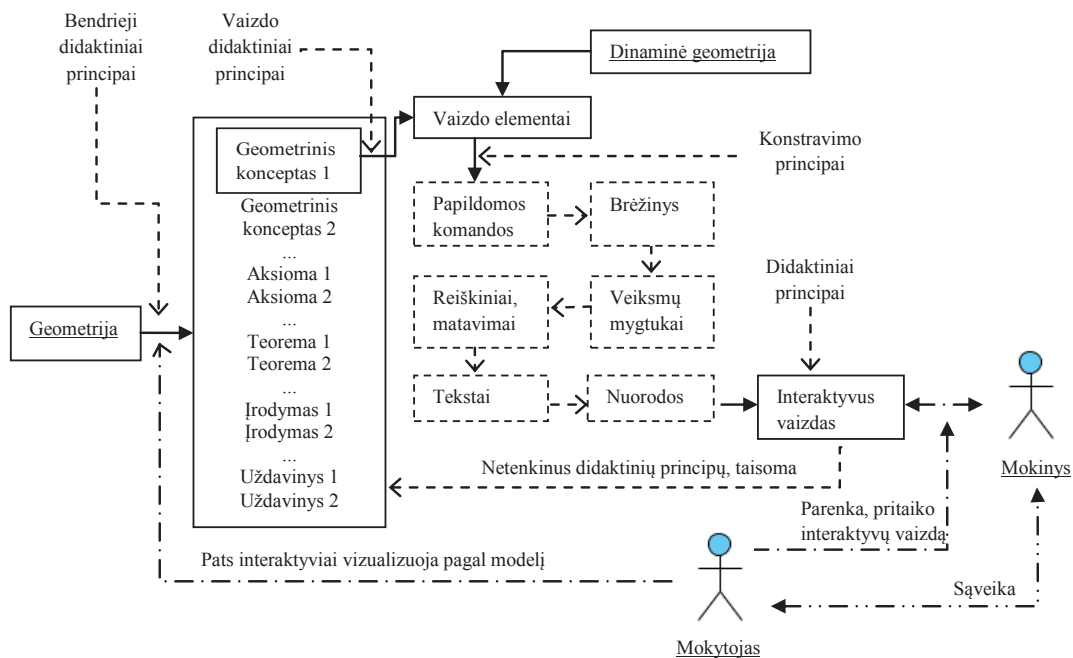 Bendrieji
didaktiniai
principai
Vaizdo
didaktiniai
principai
Dinaminė geometrija
Vaizdo elementai
Geometrinis
konceptas 1
Konstravimo
principai
Papildomos
komandos
Brėžinys
Geometrinis
konceptas 2
...
Aksioma 1
Aksioma 2
...
Teorema 1
Teorema 2
...
Įrodymas 1
Įrodymas 2
...
Uždavinys 1
Uždavinys 2
Didaktiniai
principai
Reiškiniai,
matavimai
Veiksmų
mygtukai
Geometrija
Tekstai
Nuorodos
Interaktyvus
vaizdas
Mokinys
Netenkinus didaktinių principų, taisoma
Parenka, pritaiko
interaktyvų vaizdą
Pats interaktyviai vizualizuoja pagal modelį
Sąveika
Mokytojas